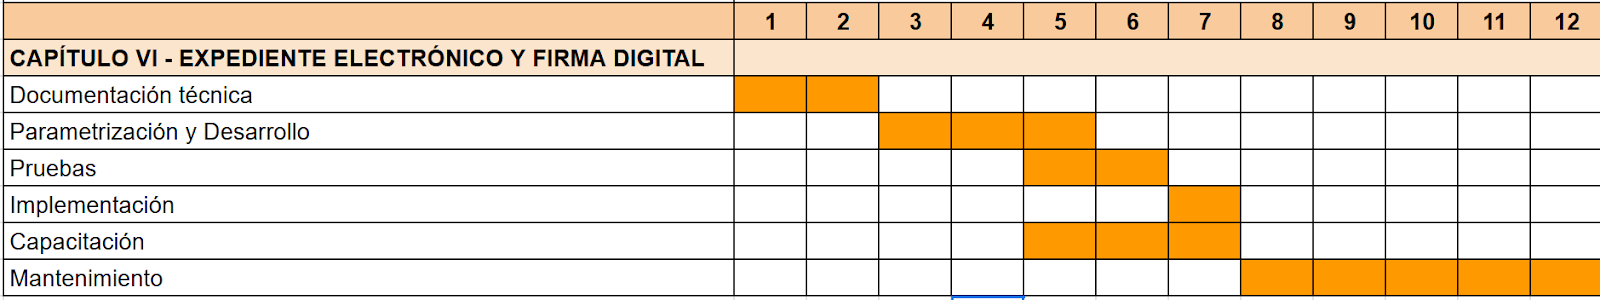 1 2 3 4 5 6 7 8 9 10 11 12
CAPÍTULO VI - EXPEDIENTE ELECTRÓNICO Y FIRMA DIGITAL
Documentación técnica
Parametrización y Desarrollo
Pruebas
Implementación
Capacitación
Mantenimiento